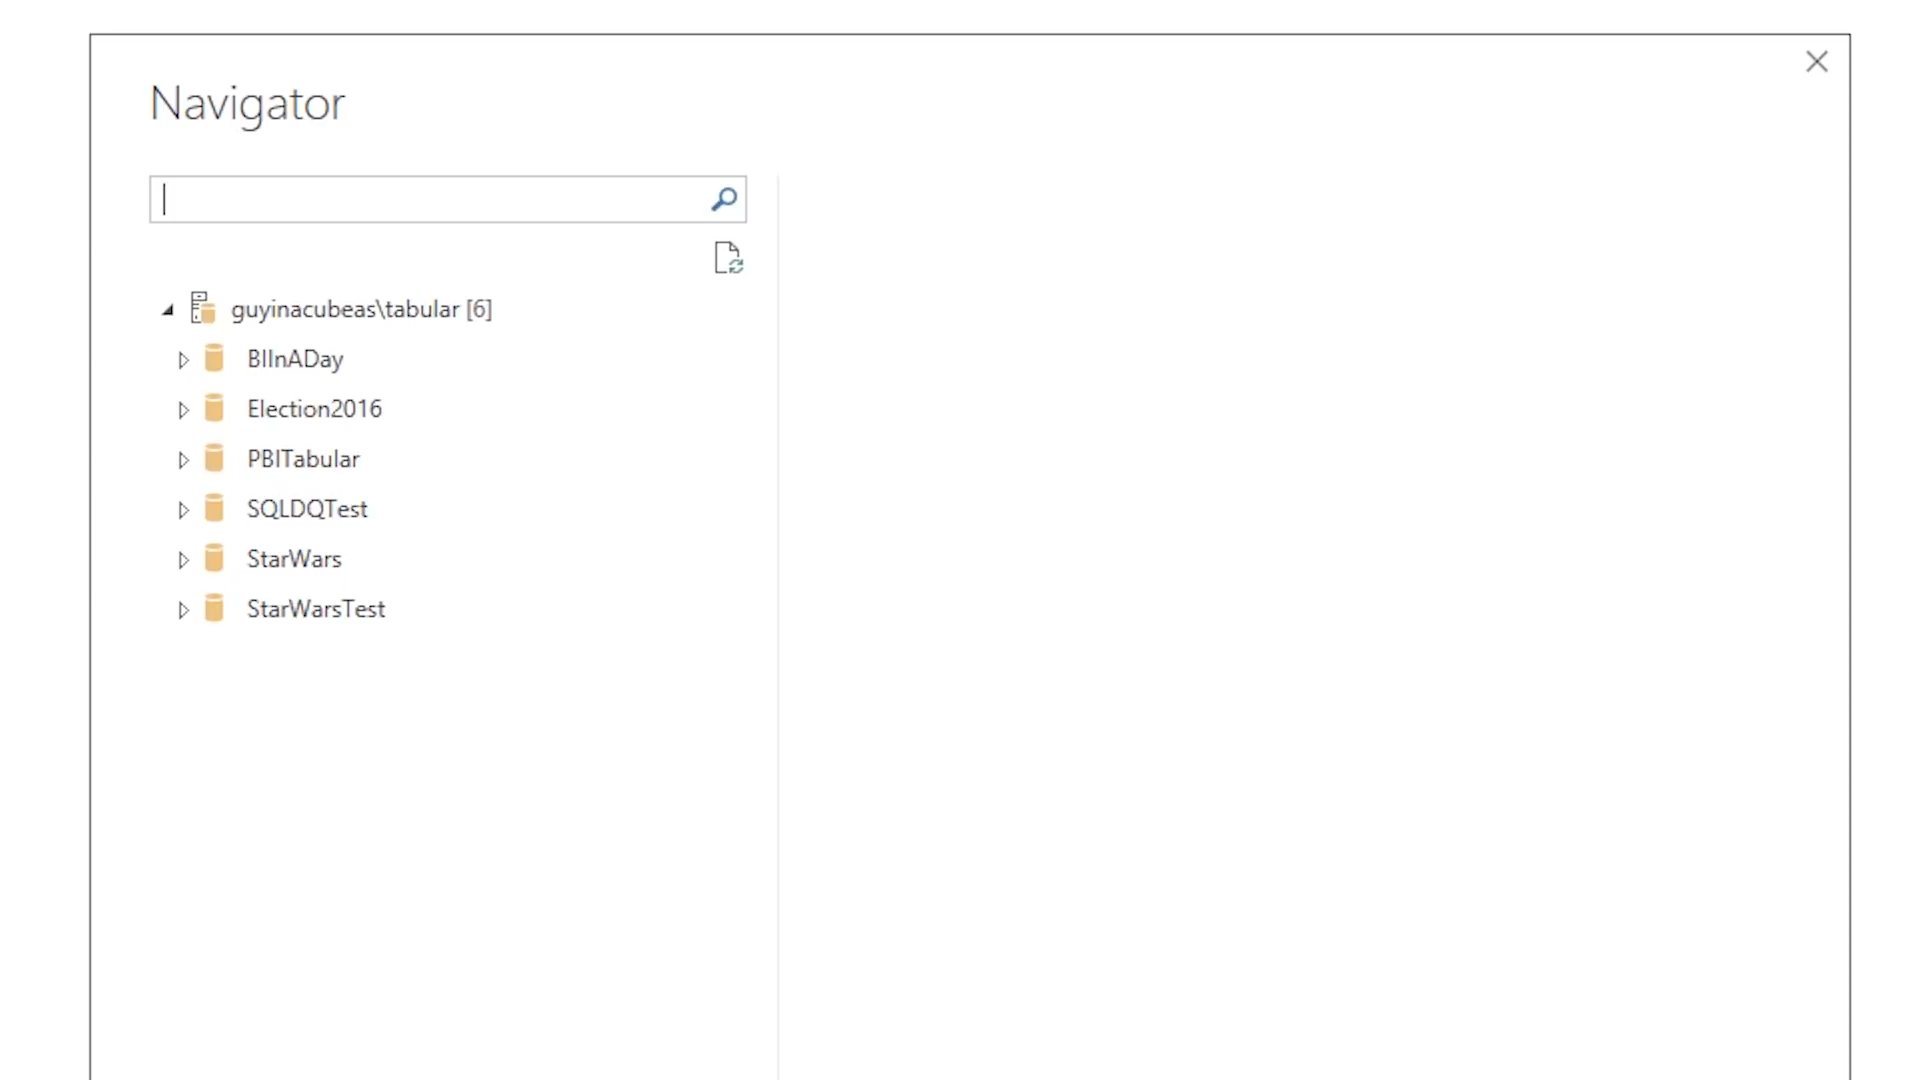 Navigator
guyinacubeas\tabular [6]
BIInADay
Election2016
PBITabular
SQLDQTest
StarWars
StarWarsTest